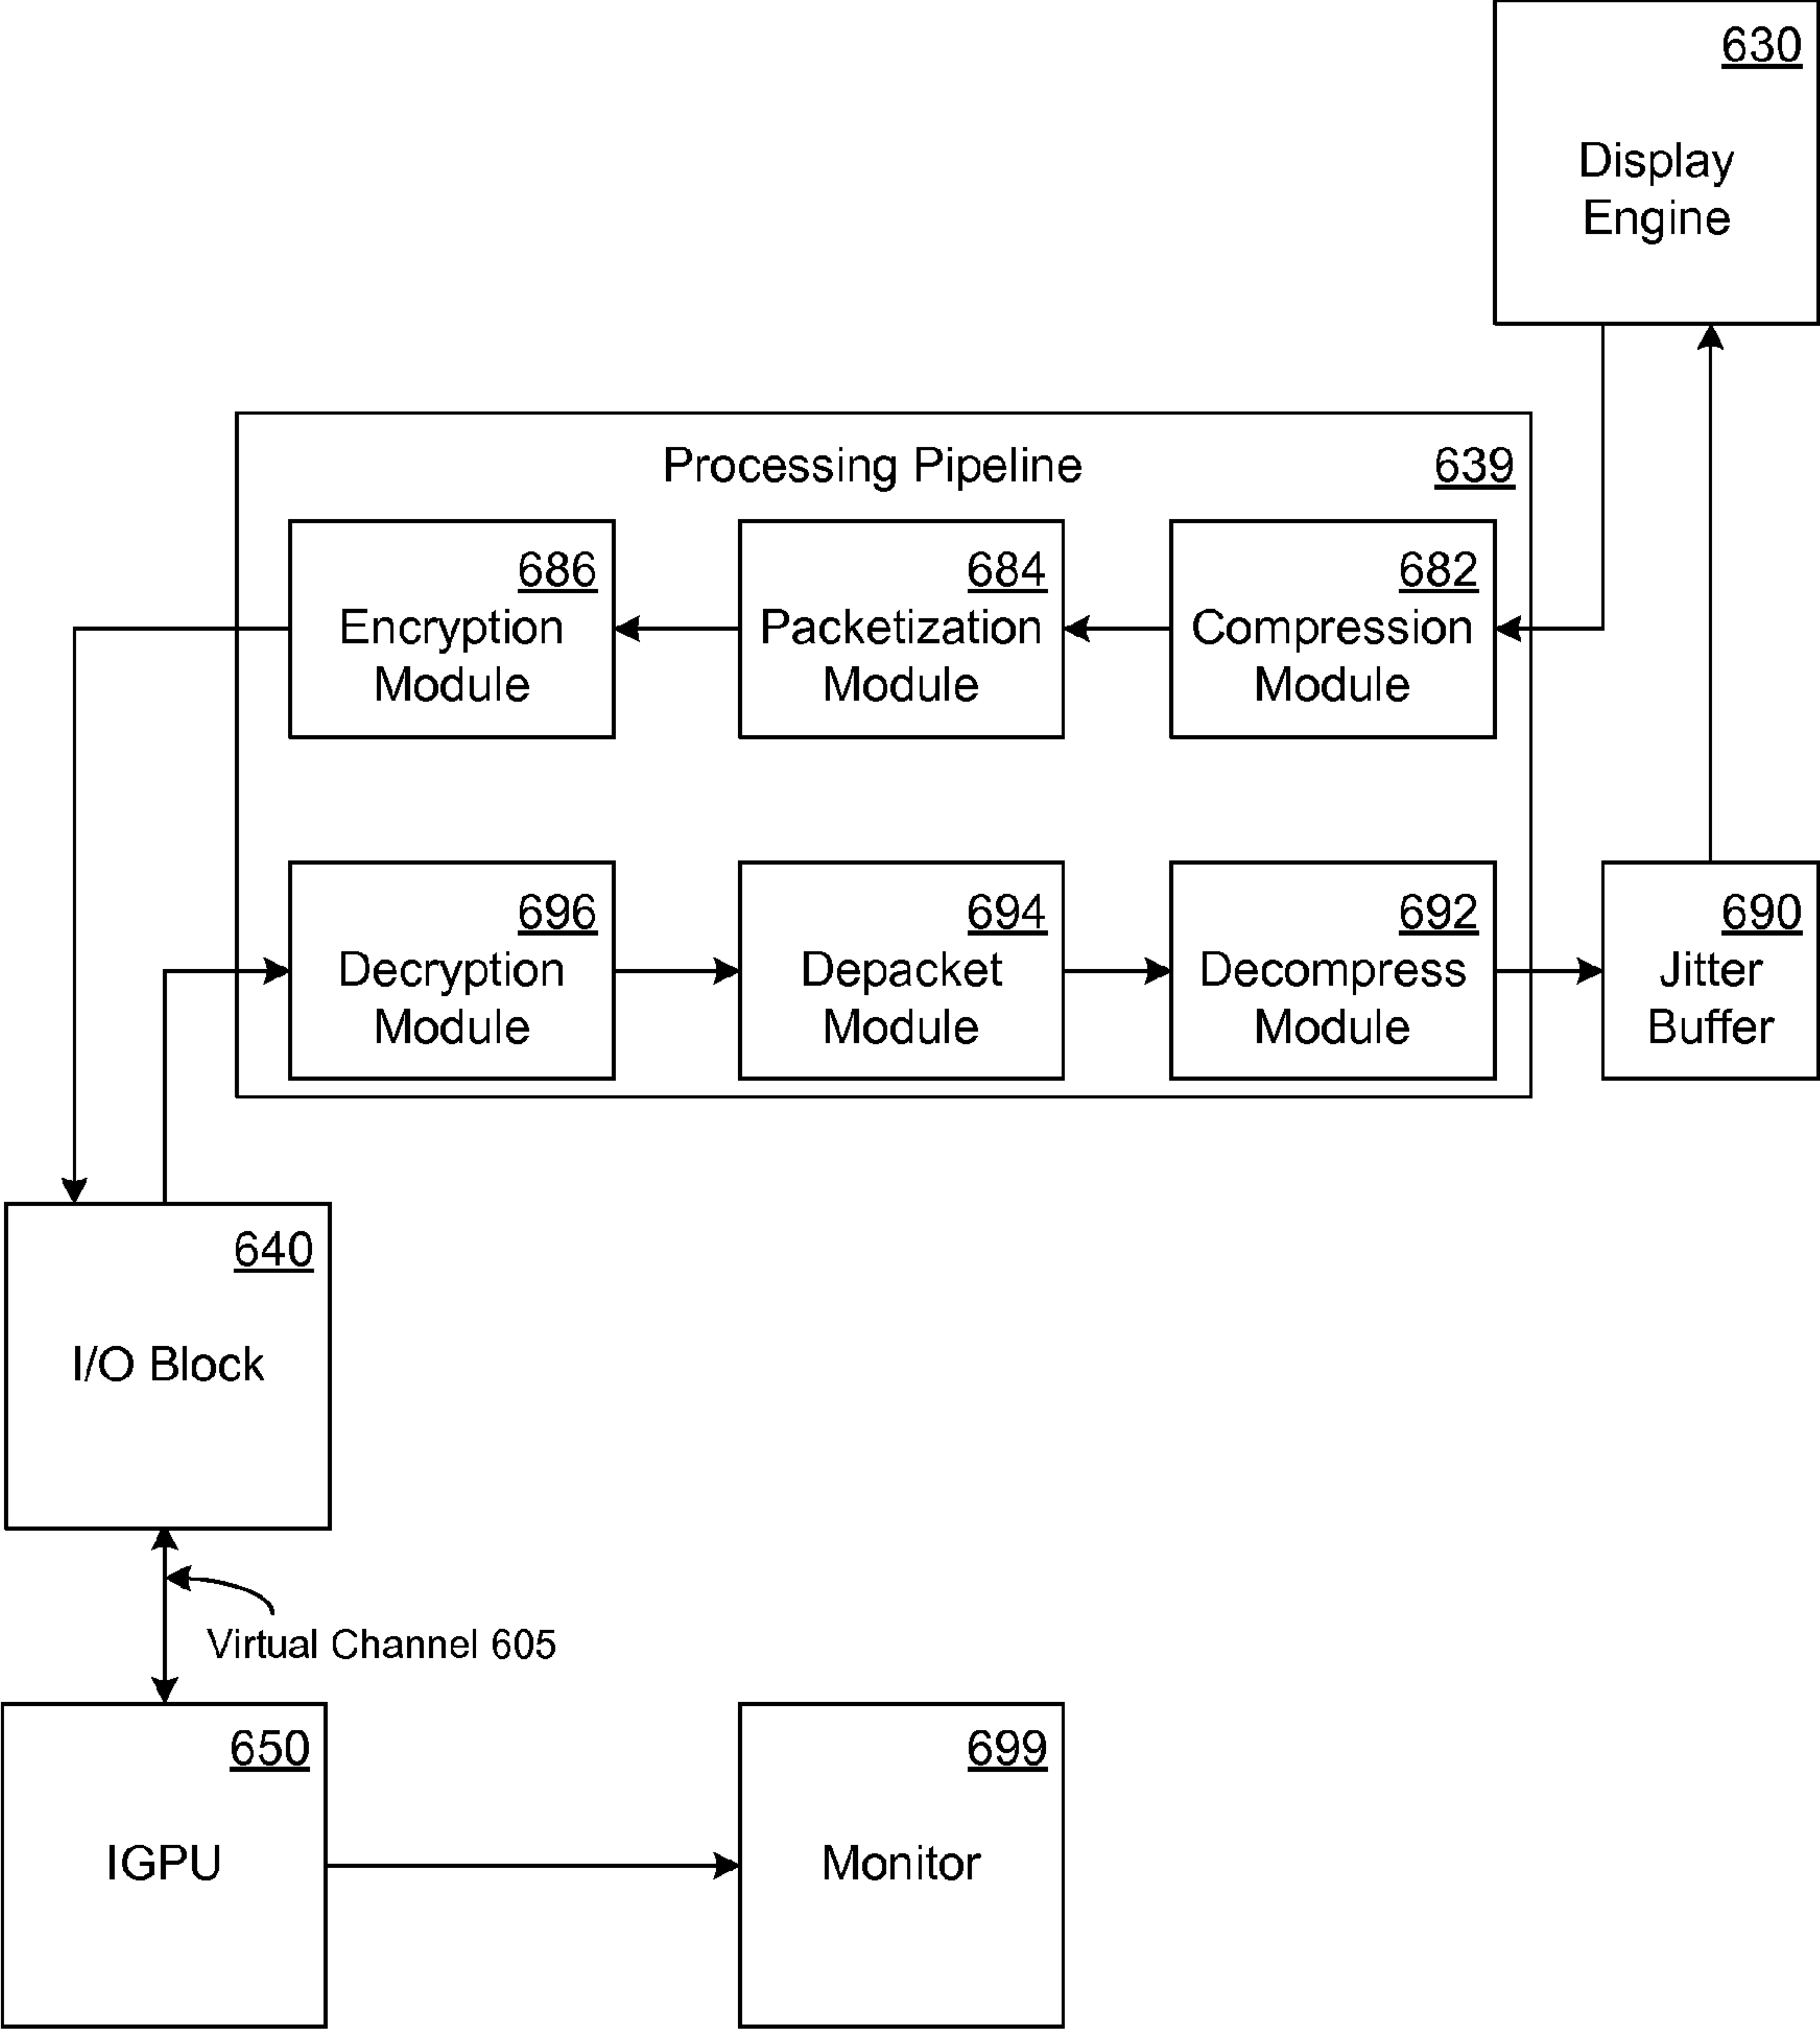 630
Display
Engine
Processing Pipeline
639
686
Encryption
Module
684
Packetization
Module
682
Compression
Module
696
Decryption
Module
694
Depacket
Module
692
Decompress
Module
690
Jitter
Buffer
640
I/O Block
Virtual Channel 605
650
IGPU
699
Monitor